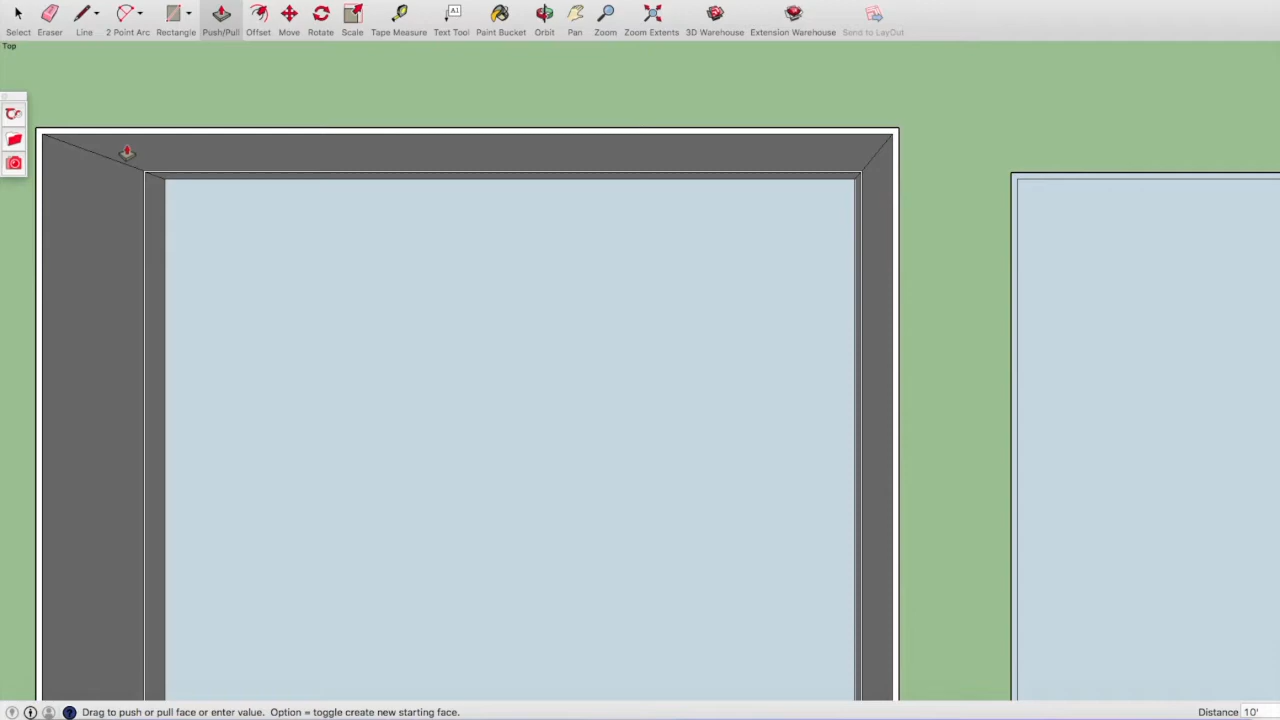 Select Eraser Line 2 Point Arc Rectangle Push/Pull Offset Move Rotate Scale Tape Measure A1 Text Tool Paint Bucket Orbit Pan Zoom Zoom Extents 3D Warehouse Extension Warehouse Send to LayOut
Top
Drag to push or pull face or enter value. Option = toggle create new starting face. Distance 10'